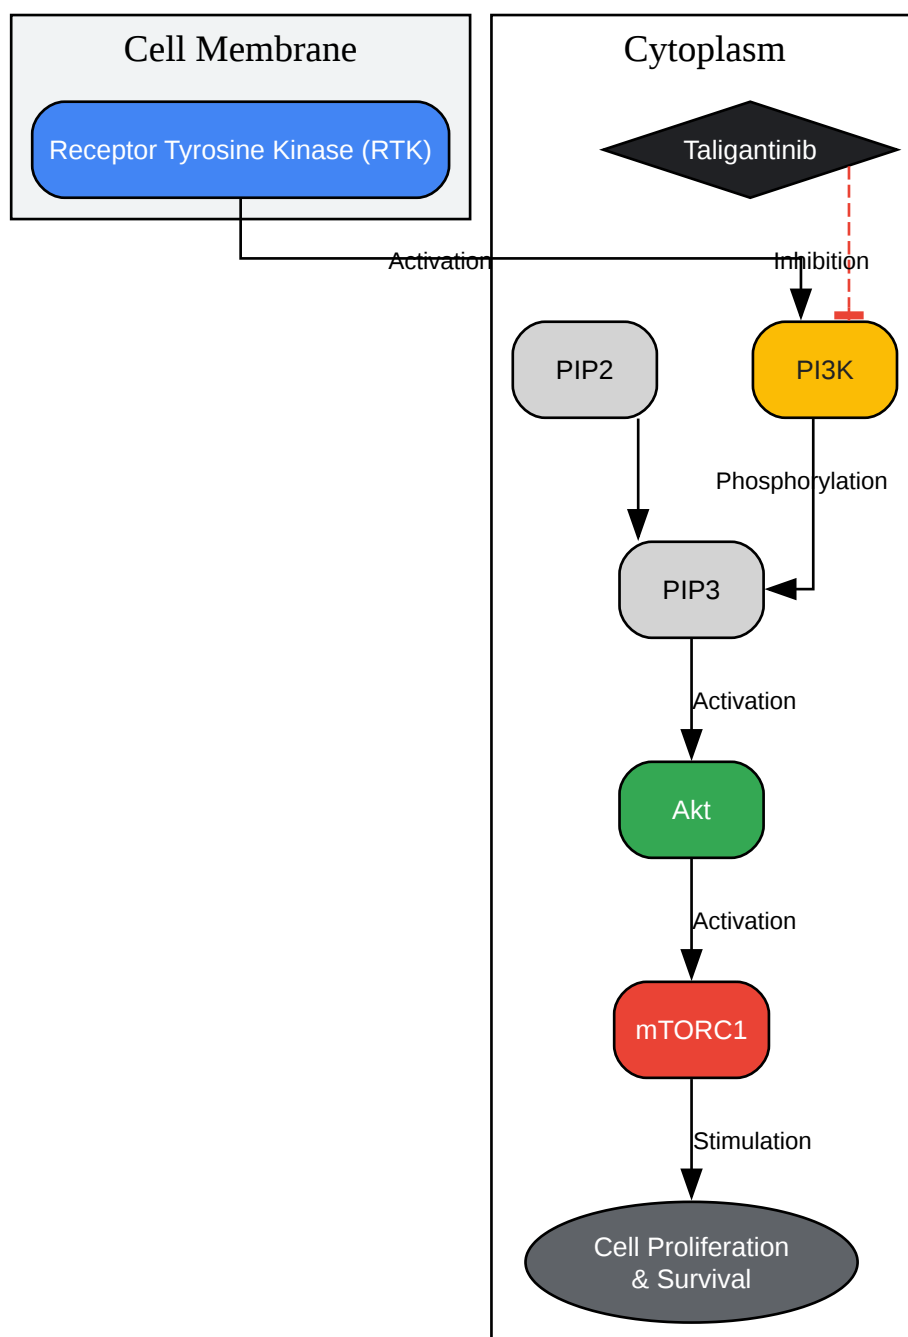 Cell Membrane
Cytoplasm
Receptor Tyrosine Kinase (RTK)
Taligantinib
Activation
Inhibition
PIP2
PI3K
Phosphorylation
PIP3
Activation
Akt
Activation
mTORC1
Stimulation
Cell Proliferation
& Survival